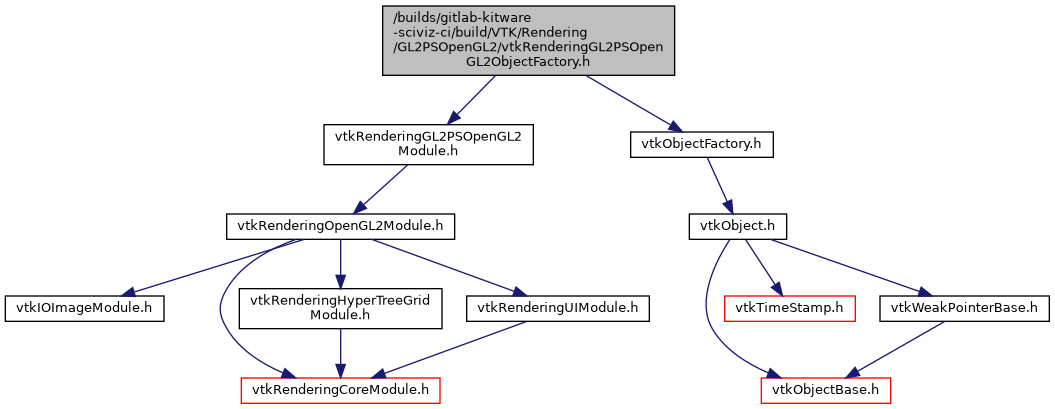 /builds/gitlab-kitware
-sciviz-ci/build/VTK/Rendering
/GL2PSOpenGL2/vtkRenderingGL2PSOpen
GL2ObjectFactory.h
vtkRenderingGL2PSOpenGL2
Module.h
vtkObjectFactory.h
vtkRenderingOpenGL2Module.h
vtkObject.h
vtkIOImageModule.h
vtkRenderingHyperTreeGrid
Module.h
vtkRenderingUIModule.h
vtkTimeStamp.h
vtkWeakPointerBase.h
vtkRenderingCoreModule.h
vtkObjectBase.h